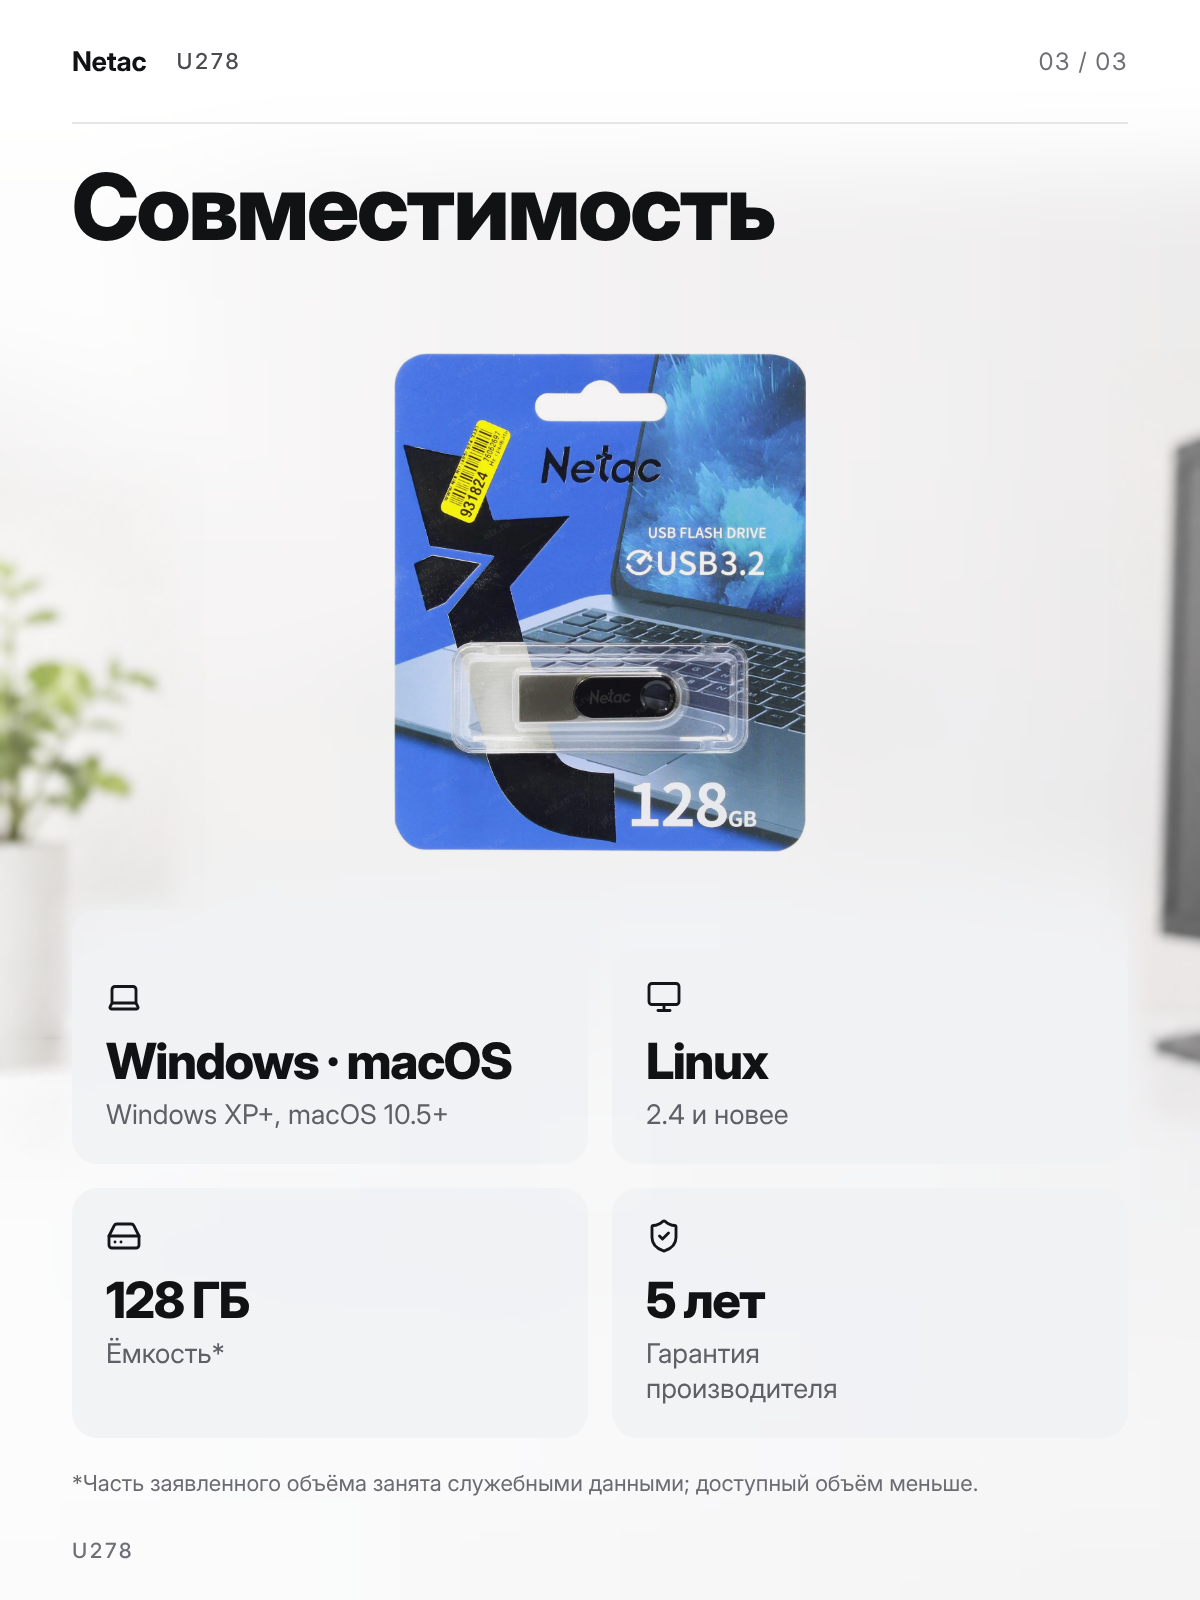 Netac U278 03 / 03
Совместимость
Netac
931824
USB FLASH DRIVE
USB3.2
Netac
128GB
Windows · macOS
Windows XP+, macOS 10.5+
Linux
2.4 и новее
128 ГБ
Ёмкость*
5 лет
Гарантия
производителя
*Часть заявленного объёма занята служебными данными; доступный объём меньше.
U278